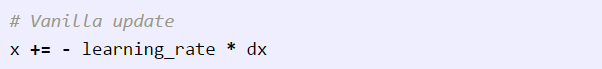 # Vanilla update
x += - learning_rate * dx